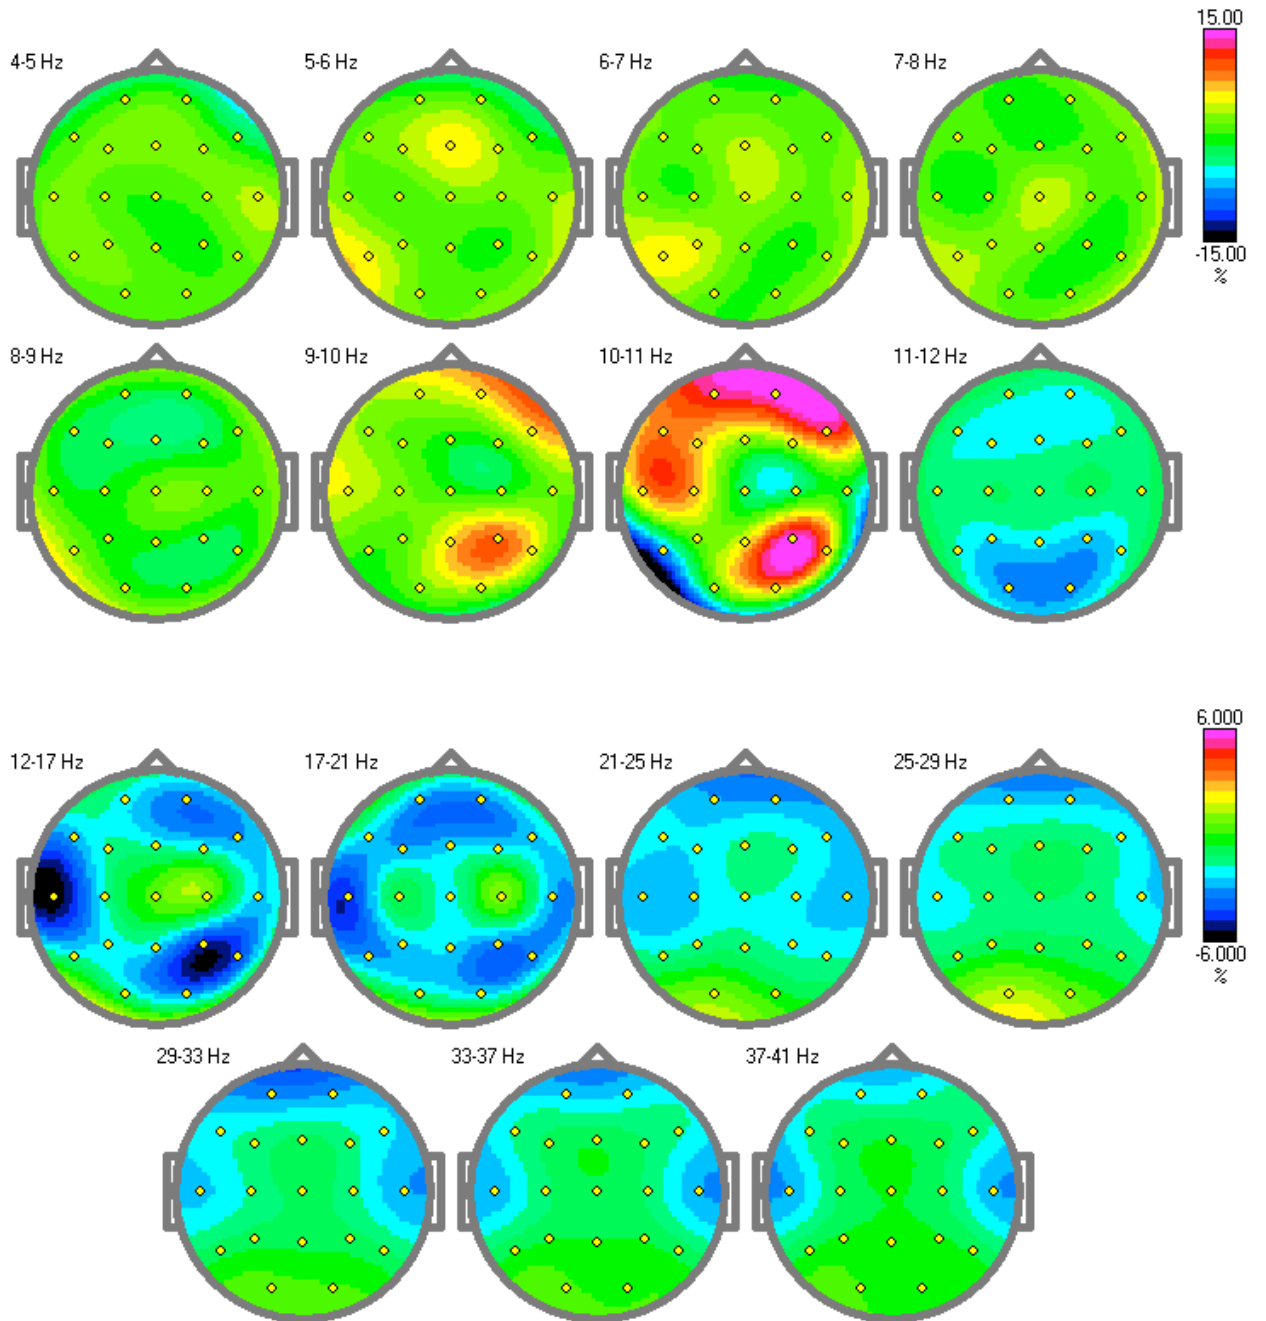 15.00
4-5 Hz
5-6 Hz
6-7 Hz
7-8 Hz
-15.00
%
8-9 Hz
9-10 Hz
10-11 Hz
11-12 Hz
6.000
12-17 Hz
17-21 Hz
21-25 Hz
25-29 Hz
-6.000
%
29-33 Hz
33-37 Hz
37-41 Hz